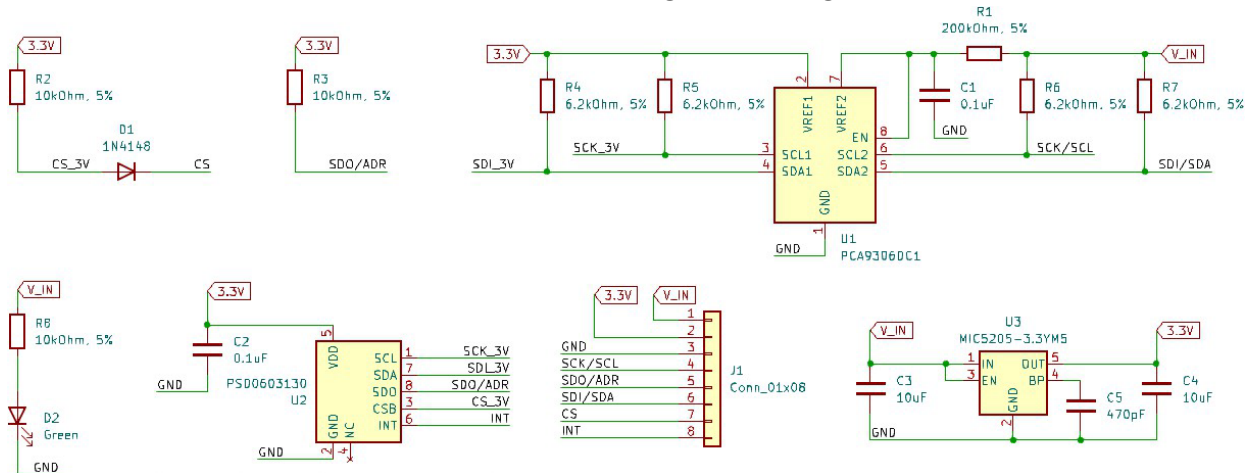 3.3V
R2
10kOhm, 5%
D1
1N4148
CS_3V
CS
3.3V
R3
10kOhm, 5%
SDO/ADR
3.3V
R4
6.2kOhm, 5%
R5
6.2kOhm, 5%
SCK_3V
SDI_3V
2
7
VREF1
VREF2
EN
8
3
SCL1
SCL2
6
4
SDA1
SDA2
5
GND
1
GND
U1
PCA9306DC1
R1
200kOhm, 5%
C1
0.1uF
GND
R6
6.2kOhm, 5%
V_IN
R7
6.2kOhm, 5%
SCK/SCL
SDI/SDA
V_IN
R8
10kOhm, 5%
D2
Green
GND
3.3V
C2
0.1uF
GND
PS00603130
U2
5
VDD
SCL
1
SCK_3V
SDA
7
SDI_3V
SDO
8
SDO/ADR
CSB
3
CS_3V
INT
6
INT
GND
NC
2
4
GND
3.3V
V_IN
1
2
GND
3
SCK/SCL
4
SDO/ADR
5
SDI/SDA
6
CS
7
INT
8
J1
Conn_01x08
V_IN
C3
10uF
GND
U3
MIC5205-3.3YM5
1
IN
OUT
5
3
EN
BP
4
GND
2
C5
470pF
3.3V
C4
10uF